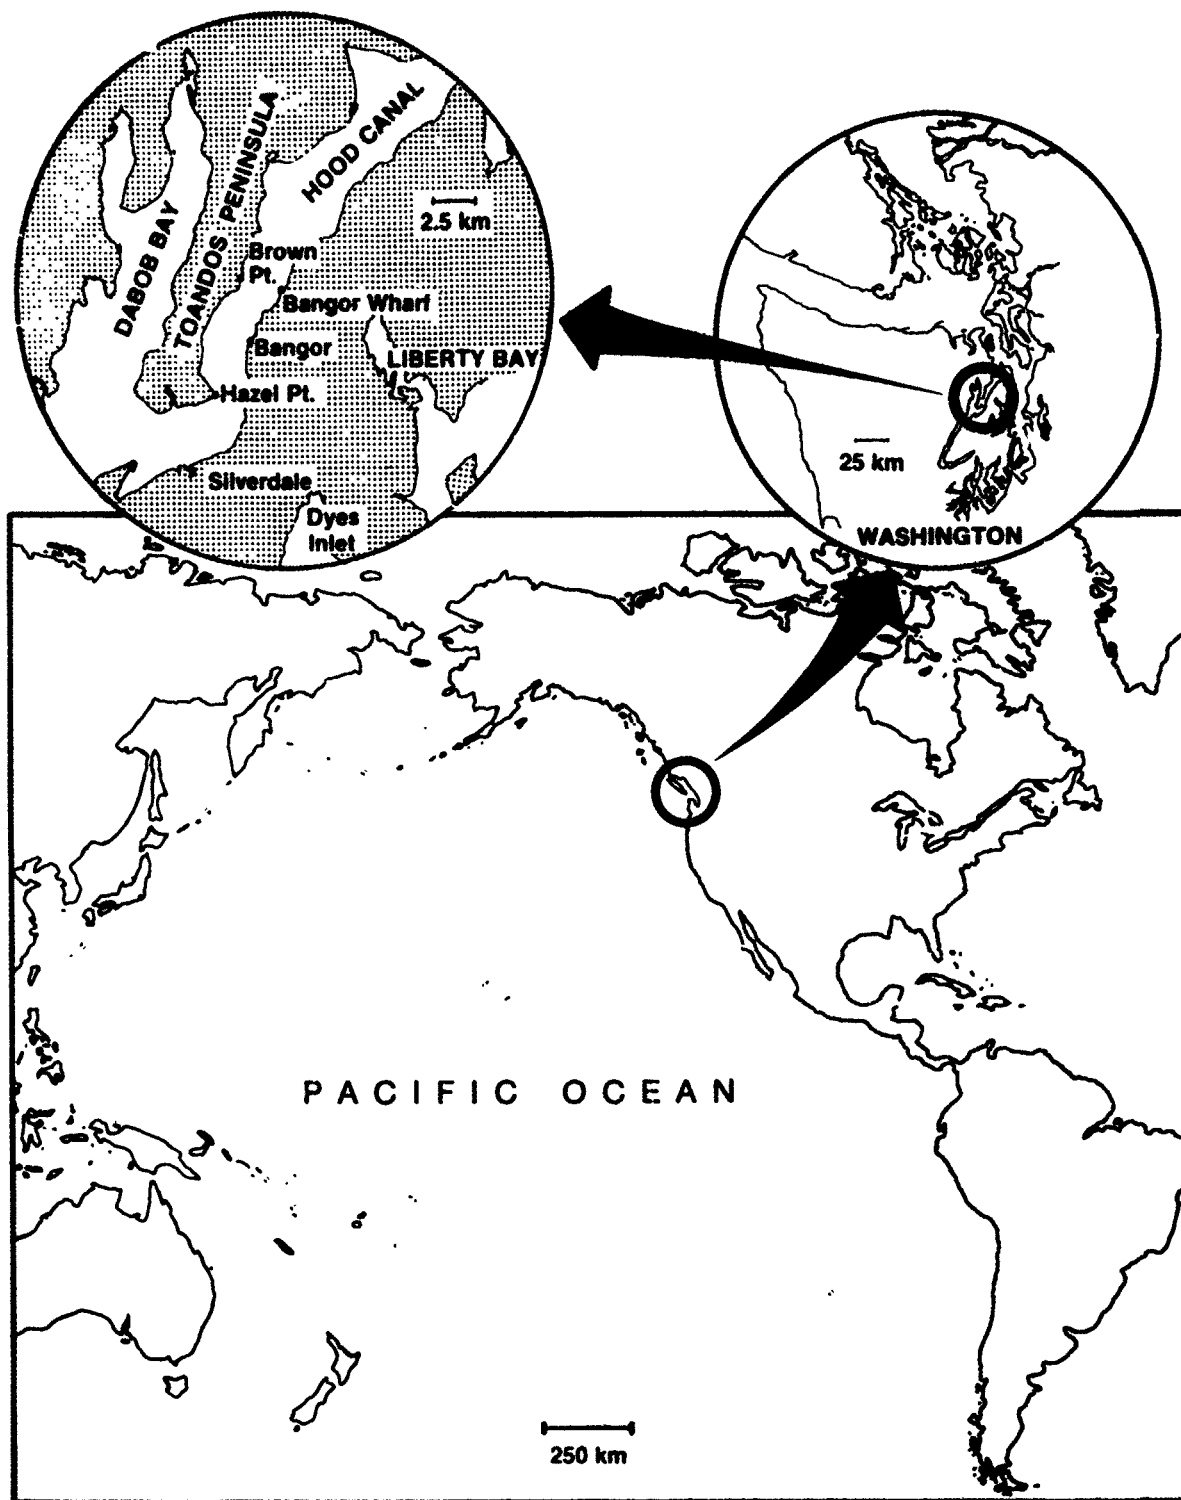 HOOD CANAL
TOANDOS PENINSULA
DABOB BAY
2.5 km
Brown
Pt.
Bangor Wharf
Bangor
LIBERTY BAY
Hazel Pt.
Silverdale
Dyes
Inlet
25 km
WASHINGTON
PACIFIC OCEAN
250 km